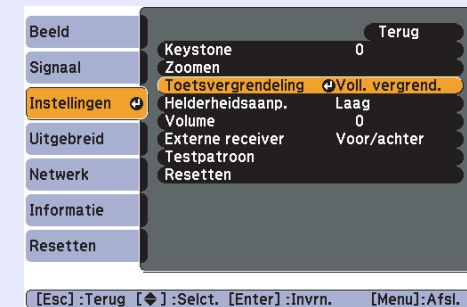 Beeld
Signaal
Instellingen
Uitgebreid
Netwerk
Informatie
Resetten
Terug
Keystone 0
Zoomen
Toetsvergrendeling Voll. vergrend.
Helderheidsaanp. Laag
Volume 0
Externe receiver Voor/achter
Testpatroon
Resetten
[Esc] :Terug [◆] :Selct. [Enter] :Invrn. [Menu]:Afsl.